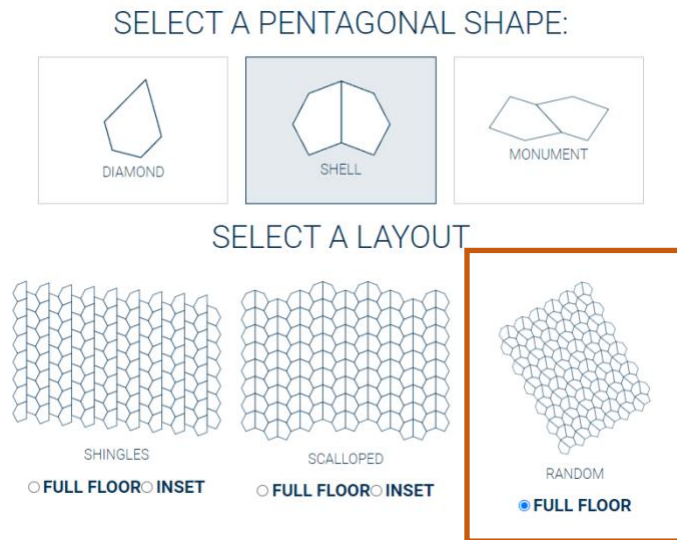 SELECT A PENTAGONAL SHAPE:
DIAMOND
SHELL
MONUMENT
SELECT A LAYOUT
SHINGLES
FULL FLOOR INSET
SCALLOPED
FULL FLOOR INSET
RANDOM
FULL FLOOR